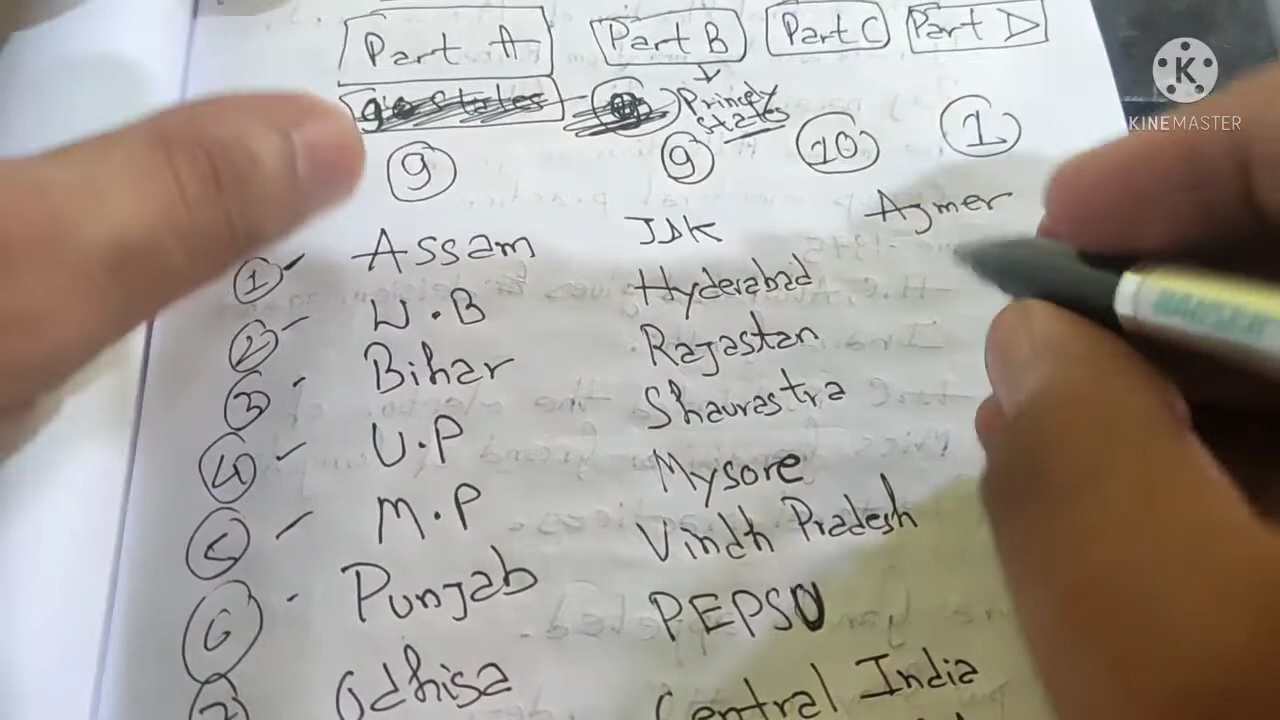 Part A Part B Part C Part D
Princely
States
9 9 10 1
1 Assam J&K Ajmer
2 W.B Hyderabad
3 Bihar Rajastan
4 U.P Shaurastra
5 M.P Mysore
6 Punjab Vindh Pradesh
7 Odhisa PEPSU
Central India
K
KINEMASTER